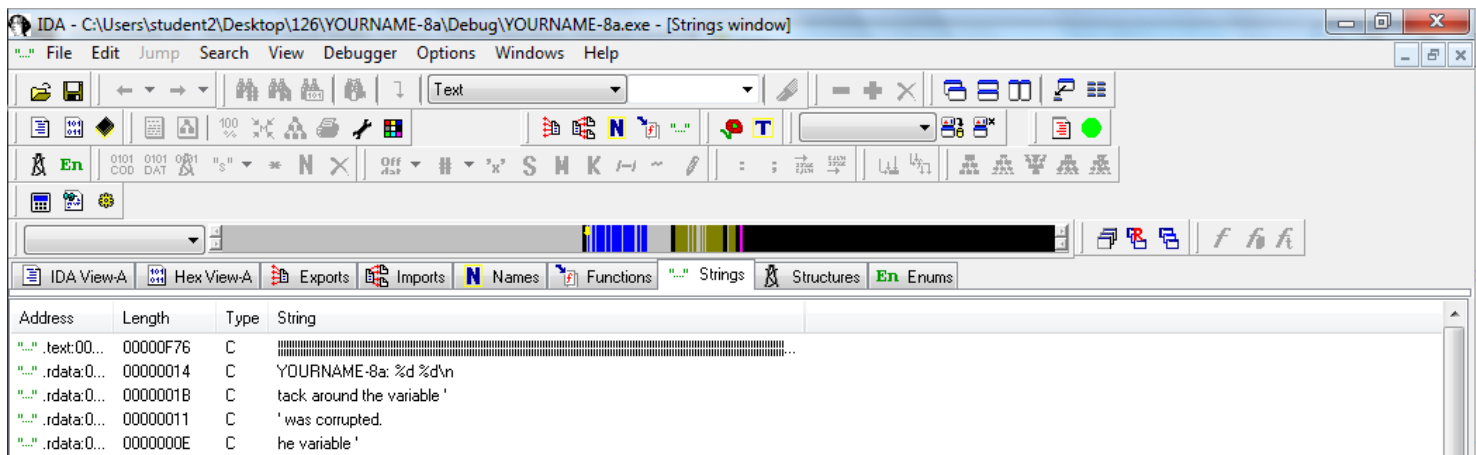 IDA - C:\Users\student2\Desktop\126\YOURNAME-8a\Debug\YOURNAME-8a.exe - [Strings window]
"..." File Edit Jump Search View Debugger Options Windows Help
Text
En "s" N Off # 'x' S M K : ;
IDA View-A Hex View-A Exports Imports N Names Functions "..." Strings Structures En Enums
Address Length Type String
"..." .text:00... 00000F76 C
"..." .rdata:0... 00000014 C YOURNAME-8a: %d %d\n
"..." .rdata:0... 0000001B C tack around the variable '
"..." .rdata:0... 00000011 C ' was corrupted.
"..." .rdata:0... 0000000E C he variable '